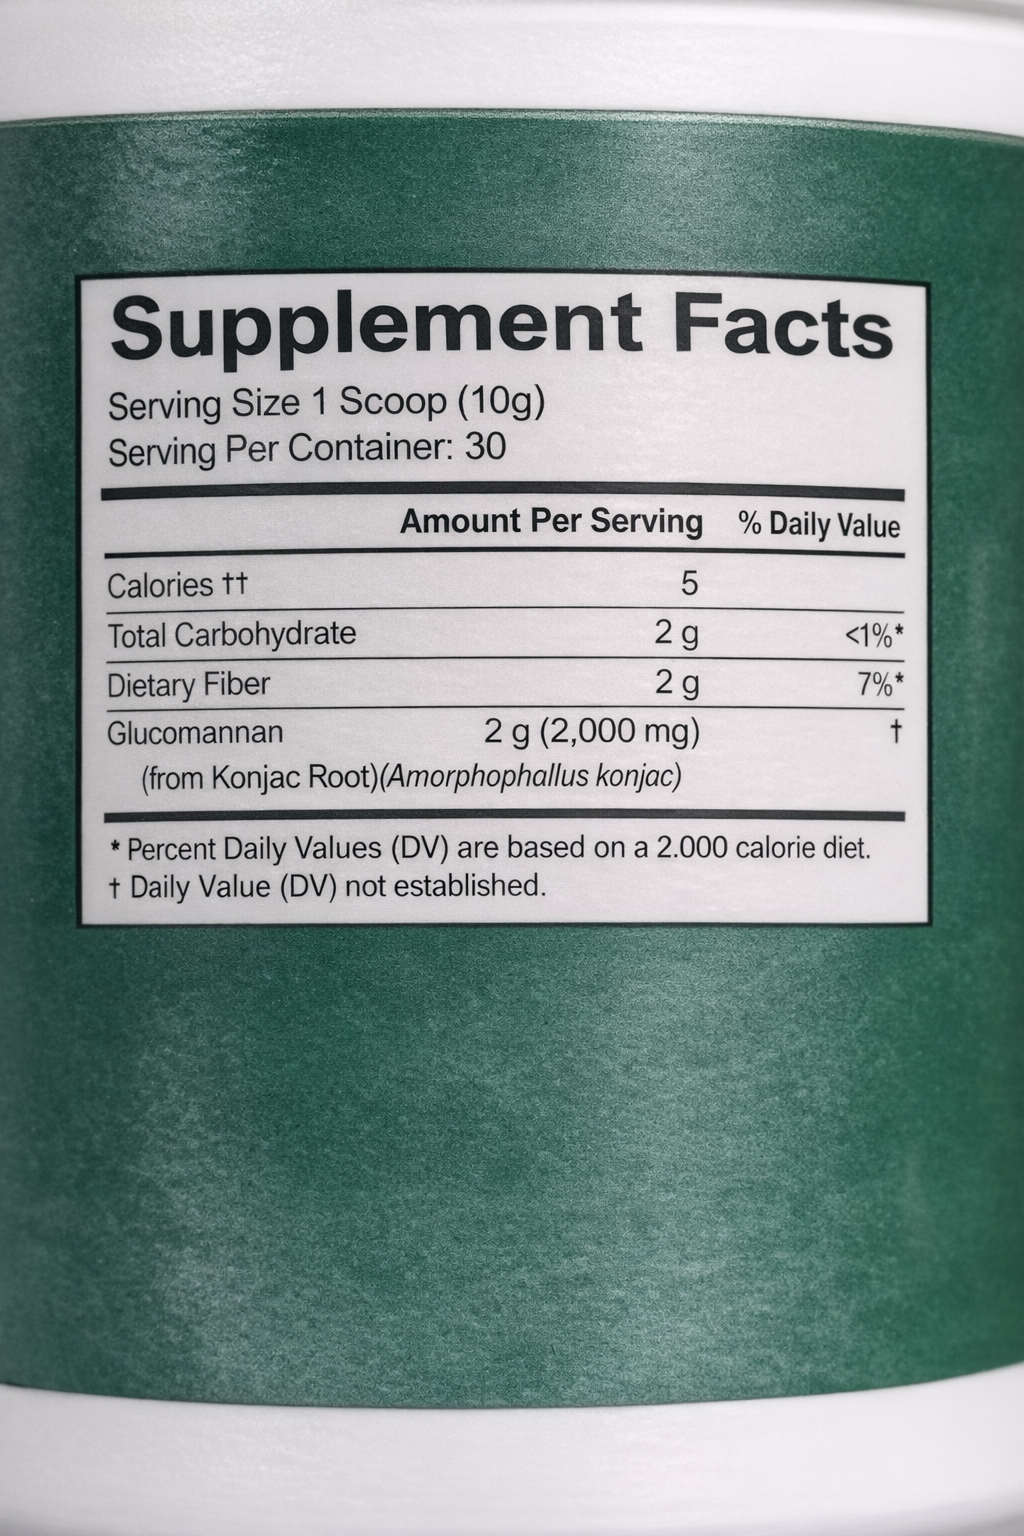 Supplement Facts
Serving Size 1 Scoop (10g)
Serving Per Container: 30
Amount Per Serving % Daily Value
Calories †† 5
Total Carbohydrate 2 g <1%*
Dietary Fiber 2 g 7%*
Glucomannan 2 g (2,000 mg) †
(from Konjac Root)(Amorphophallus konjac)
* Percent Daily Values (DV) are based on a 2.000 calorie diet.
† Daily Value (DV) not established.